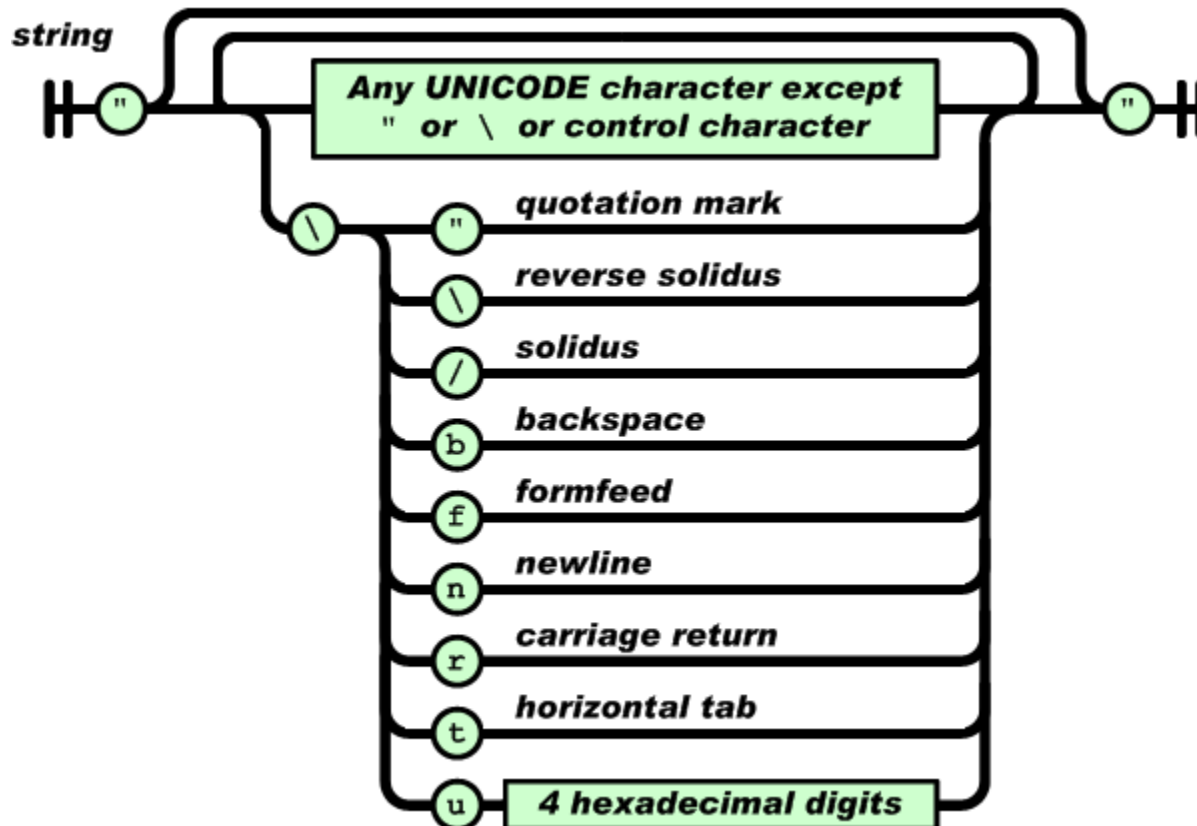 string
"
Any UNICODE character except
" or \ or control character
"
\
" quotation mark
\ reverse solidus
/ solidus
b backspace
f formfeed
n newline
r carriage return
t horizontal tab
u 4 hexadecimal digits